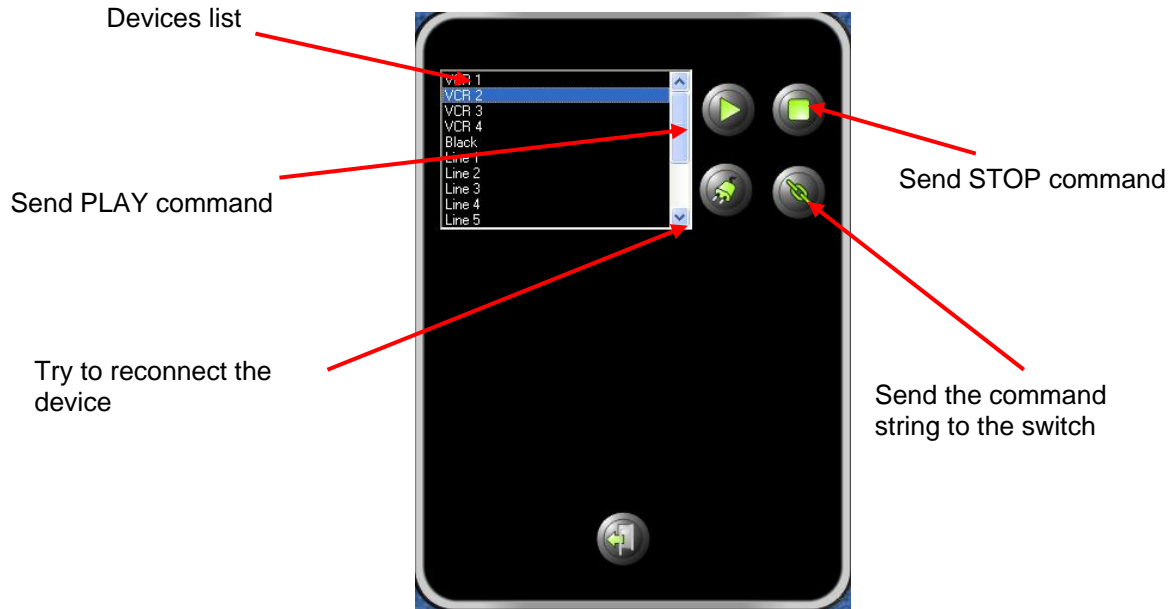 Devices list
VCR 1
VCR 2
VCR 3
VCR 4
Black
Line 1
Line 2
Line 3
Line 4
Line 5
Send PLAY command
Send STOP command
Try to reconnect the
device
Send the command
string to the switch